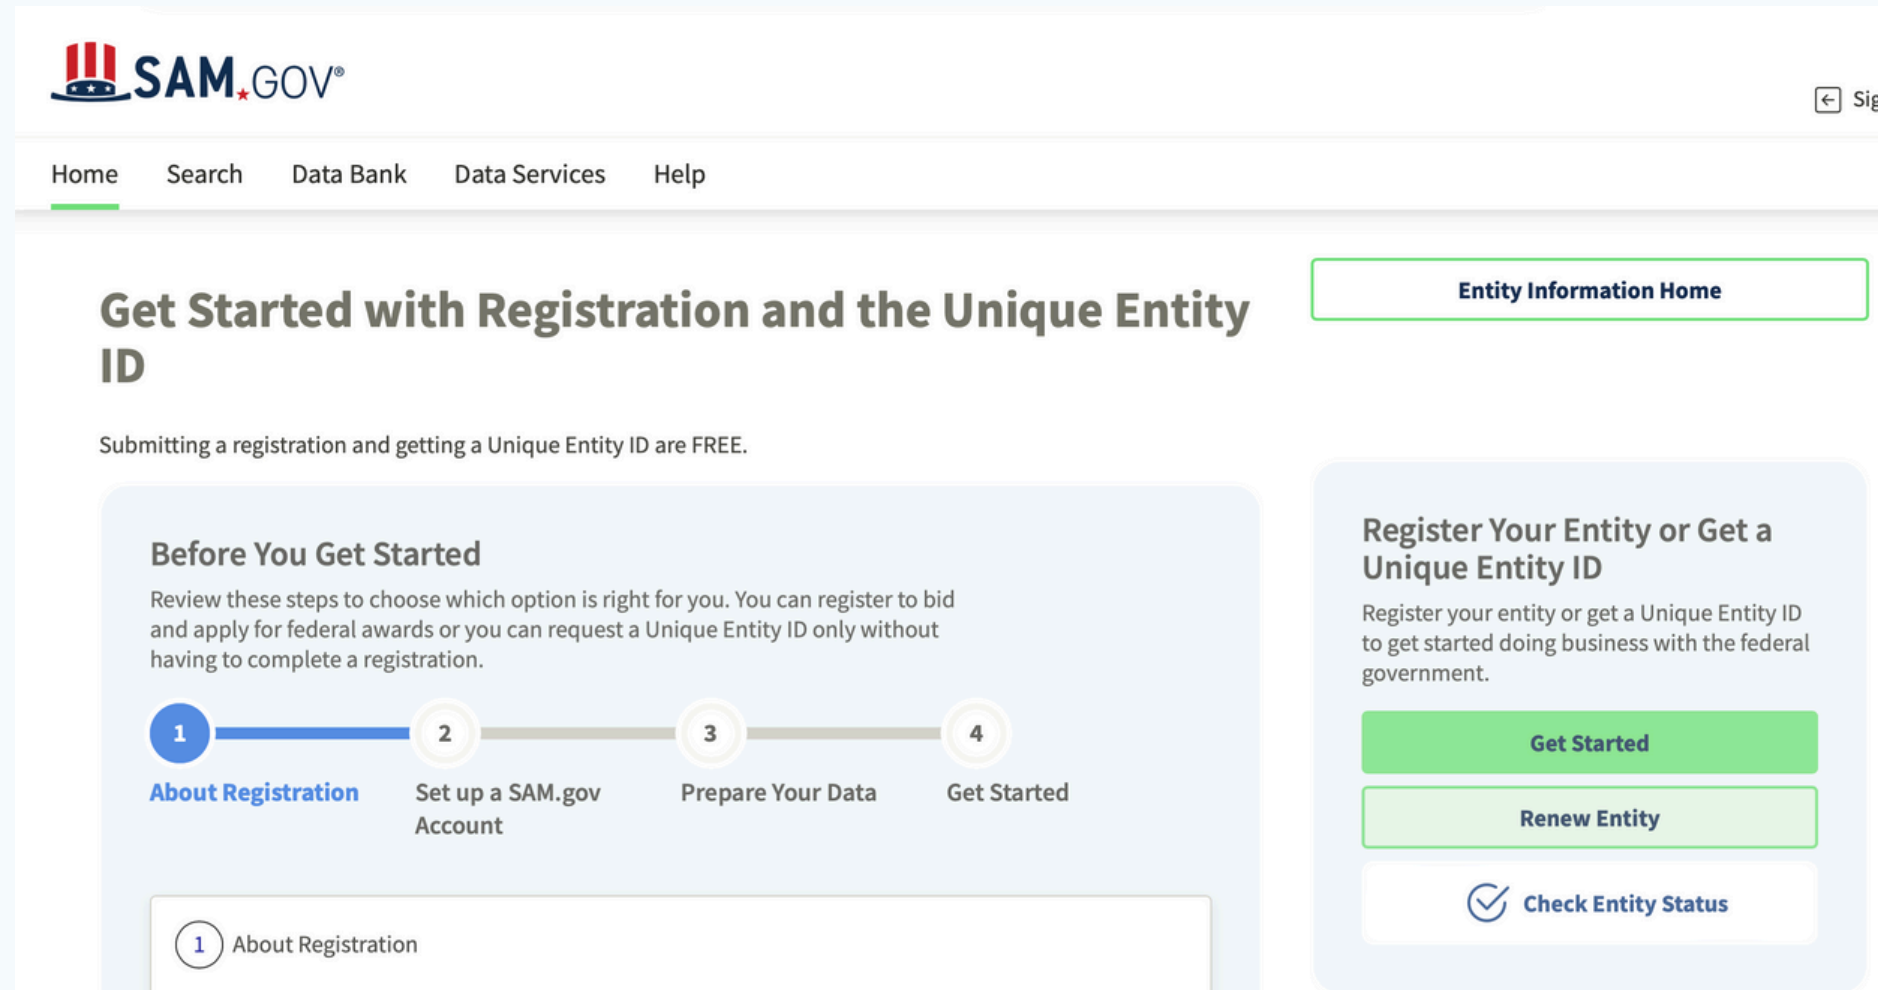 SAM.GOV®
Sig
Home Search Data Bank Data Services Help
Get Started with Registration and the Unique Entity
ID
Entity Information Home
Submitting a registration and getting a Unique Entity ID are FREE.
Before You Get Started
Review these steps to choose which option is right for you. You can register to bid
and apply for federal awards or you can request a Unique Entity ID only without
having to complete a registration.
1 2 3 4
About Registration
Set up a SAM.gov
Account
Prepare Your Data
Get Started
1 About Registration
Register Your Entity or Get a
Unique Entity ID
Register your entity or get a Unique Entity ID
to get started doing business with the federal
government.
Get Started
Renew Entity
Check Entity Status